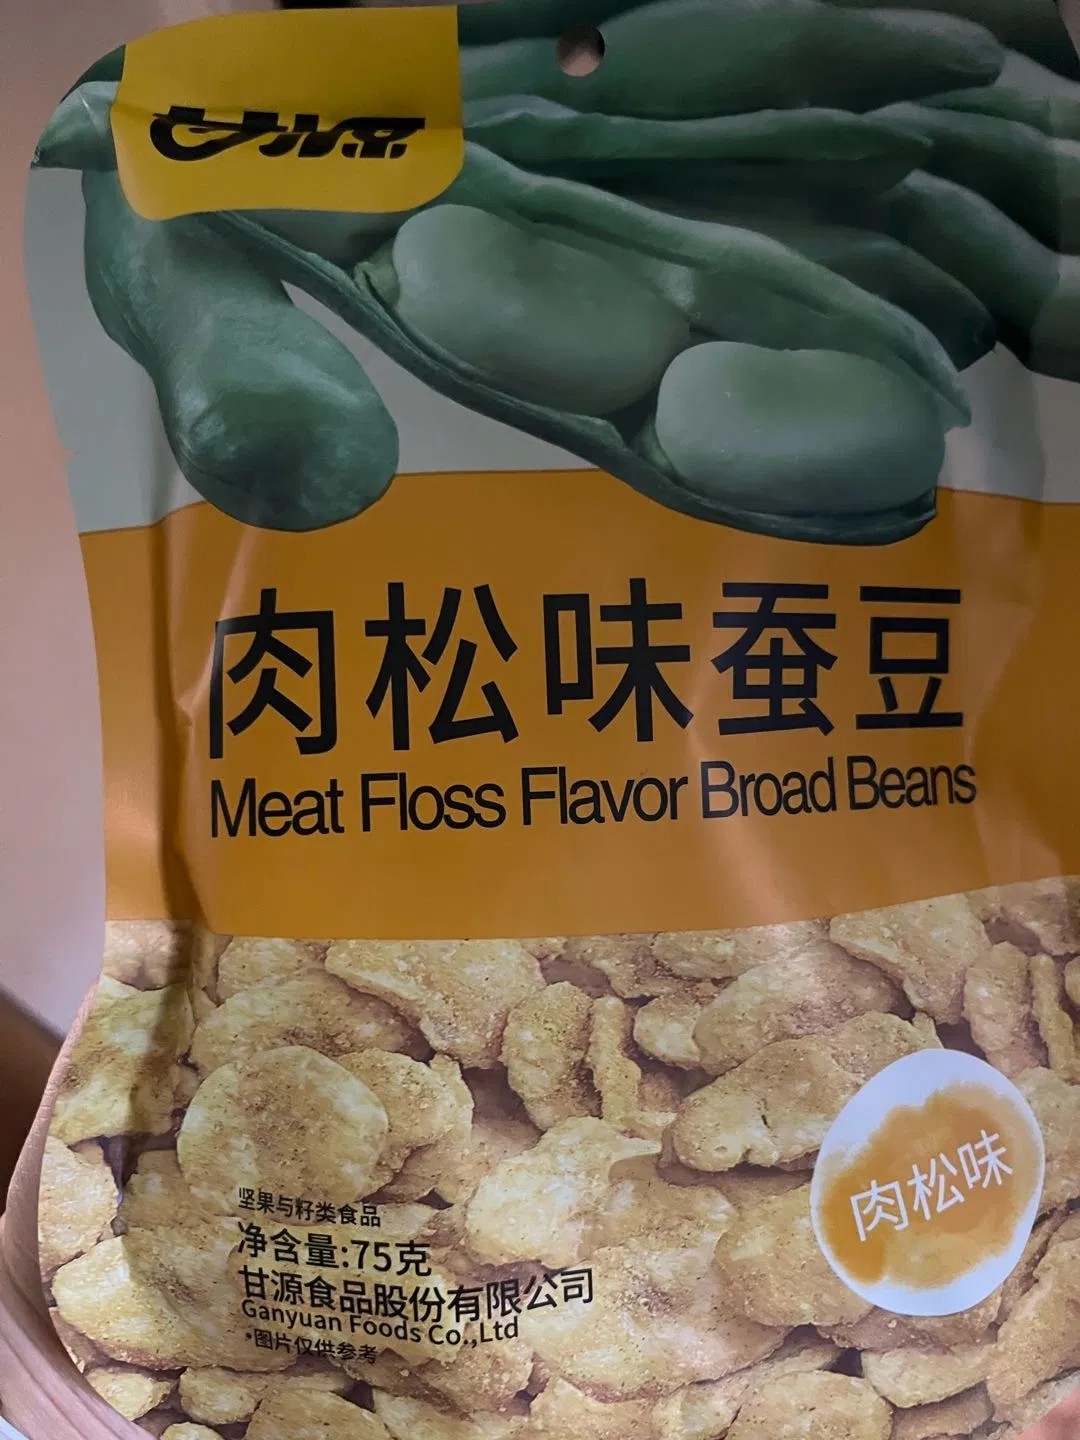 甘源
肉松味蚕豆
Meat Floss Flavor Broad Beans
肉松味
坚果与籽类食品
净含量:75克
甘源食品股份有限公司
Ganyuan Foods Co.,Ltd
*图片仅供参考